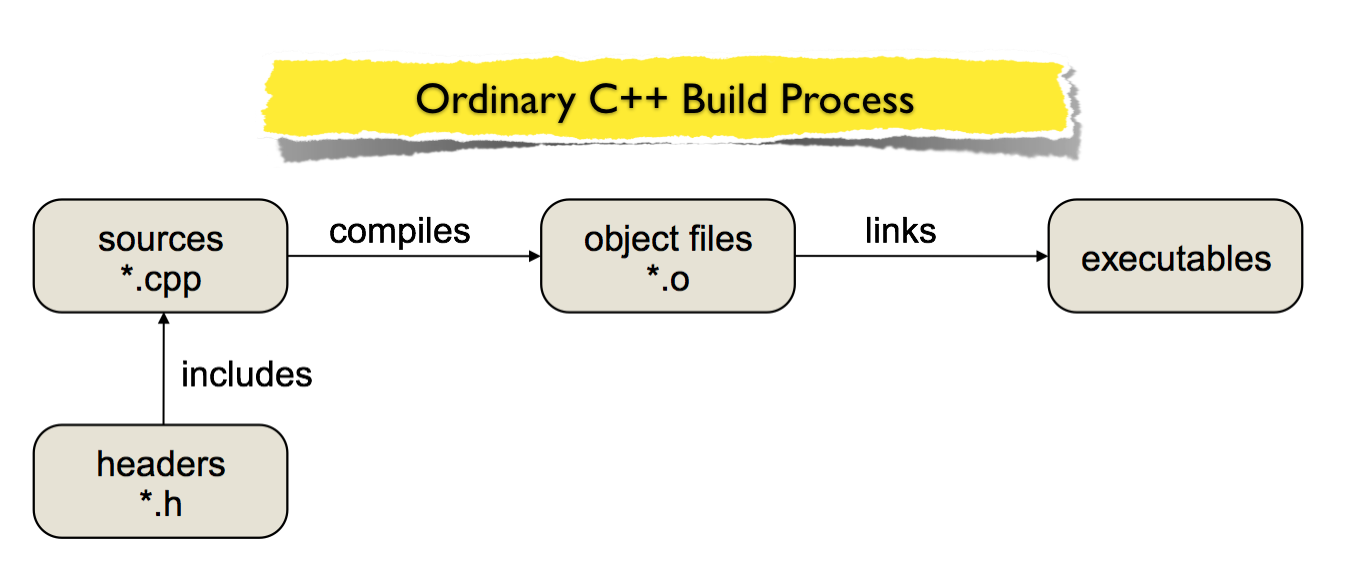 Ordinary C++ Build Process
sources
*.cpp
compiles
object files
*.o
links
executables
includes
headers
*.h